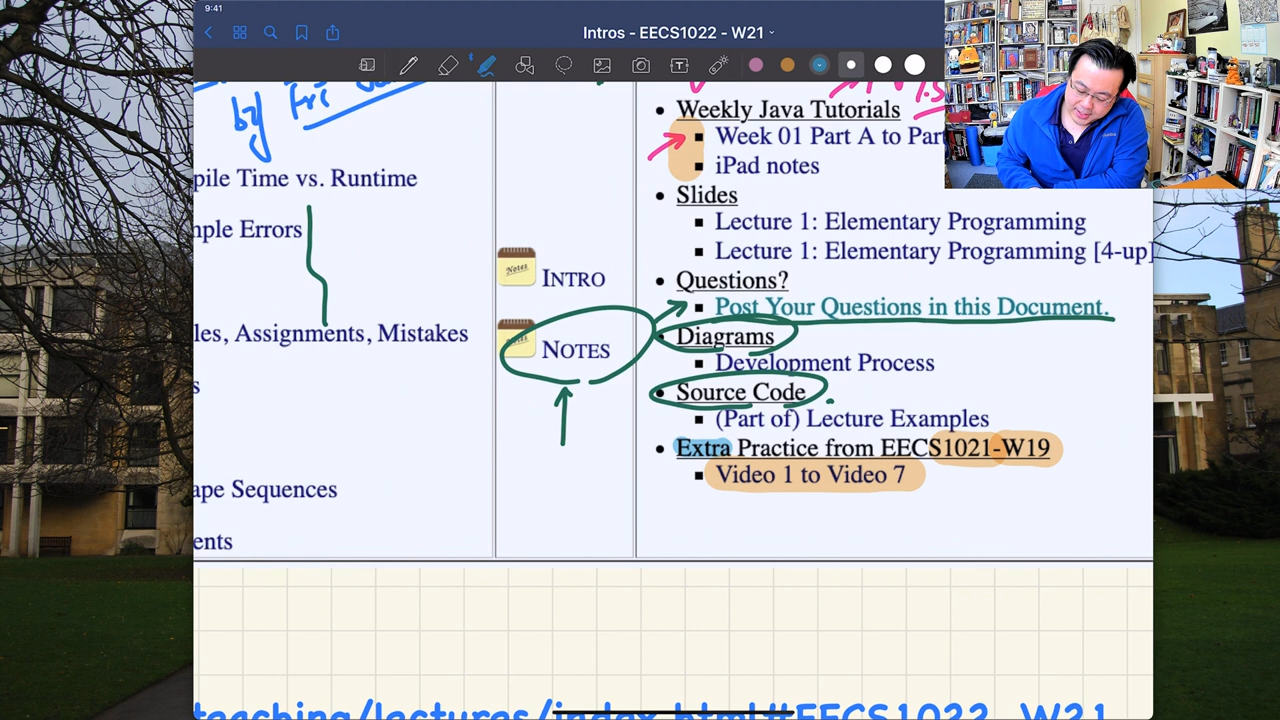 9:41
Intros - EECS1022 - W21
by Fri
Weekly Java Tutorials
Week 01 Part A to Part
iPad notes
pile Time vs. Runtime
Slides
Lecture 1: Elementary Programming
nple Errors
Lecture 1: Elementary Programming [4-up]
Notes
INTRO
Questions?
Post Your Questions in this Document.
les, Assignments, Mistakes
NOTES
Diagrams
Development Process
s
Source Code
(Part of) Lecture Examples
Extra Practice from EECS1021-W19
Video 1 to Video 7
ape Sequences
ents
teaching/lectures/index.html#EECS1022_W21